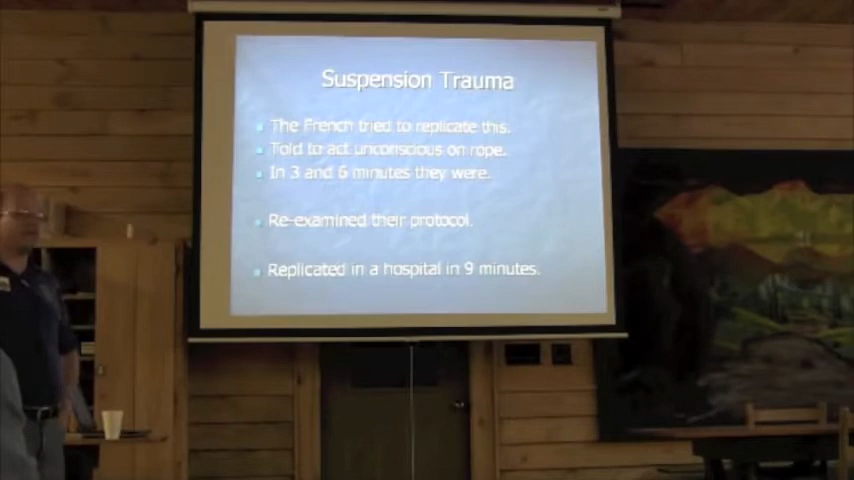 Suspension Trauma
The French tried to replicate this.
Told to act unconscious on rope.
In 3 and 6 minutes they were.
Re-examined their protocol.
Replicated in a hospital in 9 minutes.